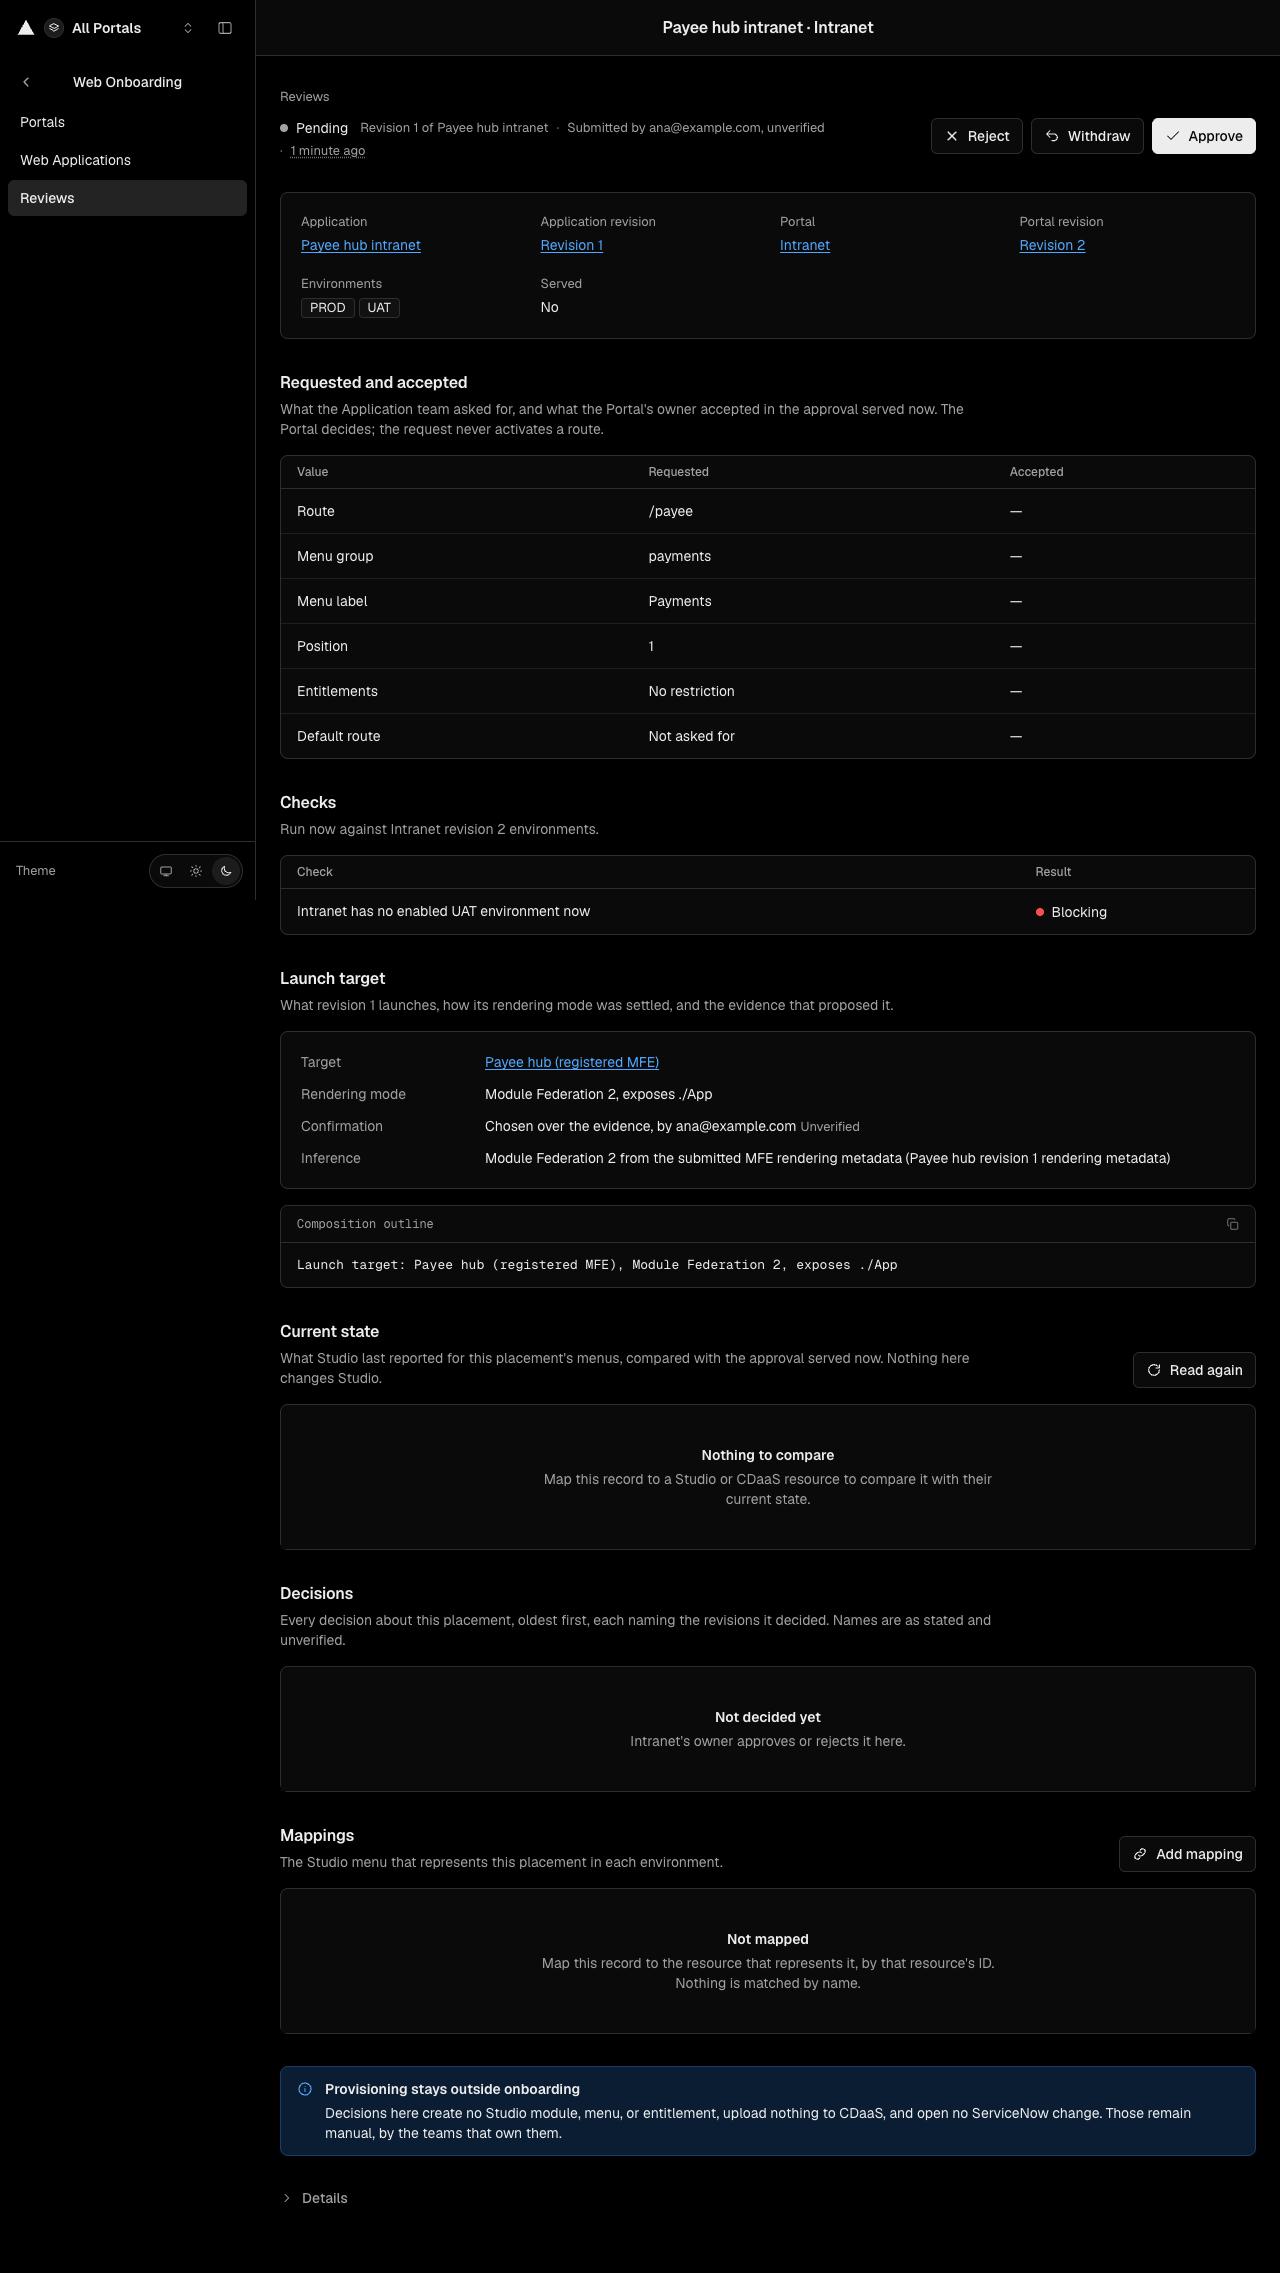 All Portals
Payee hub intranet · Intranet
Web Onboarding
Portals
Web Applications
Reviews
Theme
Reviews
Pending Revision 1 of Payee hub intranet · Submitted by ana@example.com, unverified
· 1 minute ago
Reject
Withdraw
Approve
Application Application revision Portal Portal revision
Payee hub intranet Revision 1 Intranet Revision 2
Environments Served
PROD UAT No
Requested and accepted
What the Application team asked for, and what the Portal's owner accepted in the approval served now. The
Portal decides; the request never activates a route.
Value Requested Accepted
Route /payee —
Menu group payments —
Menu label Payments —
Position 1 —
Entitlements No restriction —
Default route Not asked for —
Checks
Run now against Intranet revision 2 environments.
Check Result
Intranet has no enabled UAT environment now Blocking
Launch target
What revision 1 launches, how its rendering mode was settled, and the evidence that proposed it.
Target Payee hub (registered MFE)
Rendering mode Module Federation 2, exposes ./App
Confirmation Chosen over the evidence, by ana@example.com Unverified
Inference Module Federation 2 from the submitted MFE rendering metadata (Payee hub revision 1 rendering metadata)
Composition outline
Launch target: Payee hub (registered MFE), Module Federation 2, exposes ./App
Current state
What Studio last reported for this placement's menus, compared with the approval served now. Nothing here
changes Studio.
Read again
Nothing to compare
Map this record to a Studio or CDaaS resource to compare it with their
current state.
Decisions
Every decision about this placement, oldest first, each naming the revisions it decided. Names are as stated and
unverified.
Not decided yet
Intranet's owner approves or rejects it here.
Mappings
The Studio menu that represents this placement in each environment.
Add mapping
Not mapped
Map this record to the resource that represents it, by that resource's ID.
Nothing is matched by name.
Provisioning stays outside onboarding
Decisions here create no Studio module, menu, or entitlement, upload nothing to CDaaS, and open no ServiceNow change. Those remain
manual, by the teams that own them.
Details